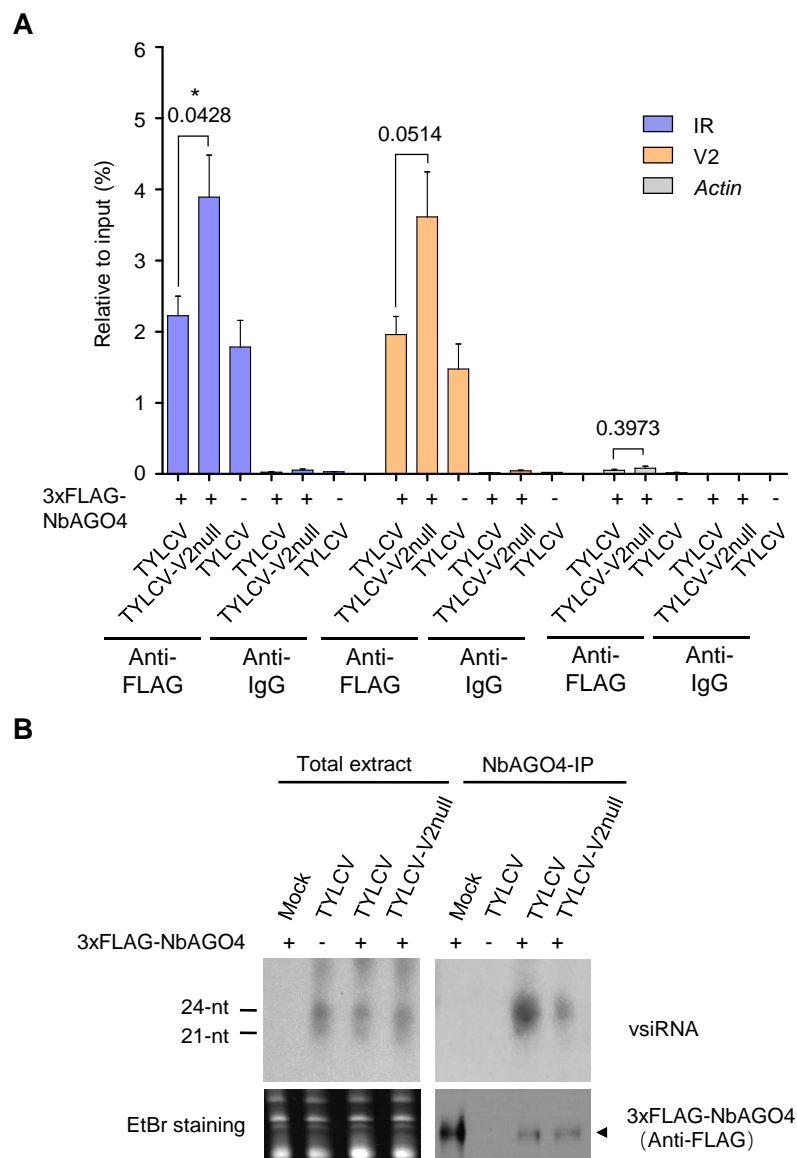 A
6
5
4
3
2
1
0
Relative to input (%)
*
0.0428
0.0514
0.3973
IR
V2
Actin
3xFLAG-
NbAGO4
+ + - + + - + + - + + - + + - + + -
TYLCV TYLCV-V2null TYLCV TYLCV TYLCV-V2null TYLCV TYLCV TYLCV-V2null TYLCV TYLCV TYLCV-V2null TYLCV TYLCV TYLCV-V2null TYLCV TYLCV TYLCV-V2null TYLCV
Anti- Anti- Anti- Anti- Anti- Anti-
FLAG IgG FLAG IgG FLAG IgG
B
Total extract NbAGO4-IP
Mock TYLCV TYLCV TYLCV-V2null Mock TYLCV TYLCV TYLCV-V2null
3xFLAG-NbAGO4 + - + + + - + +
24-nt
21-nt
vsiRNA
EtBr staining
3xFLAG-NbAGO4
(Anti-FLAG)